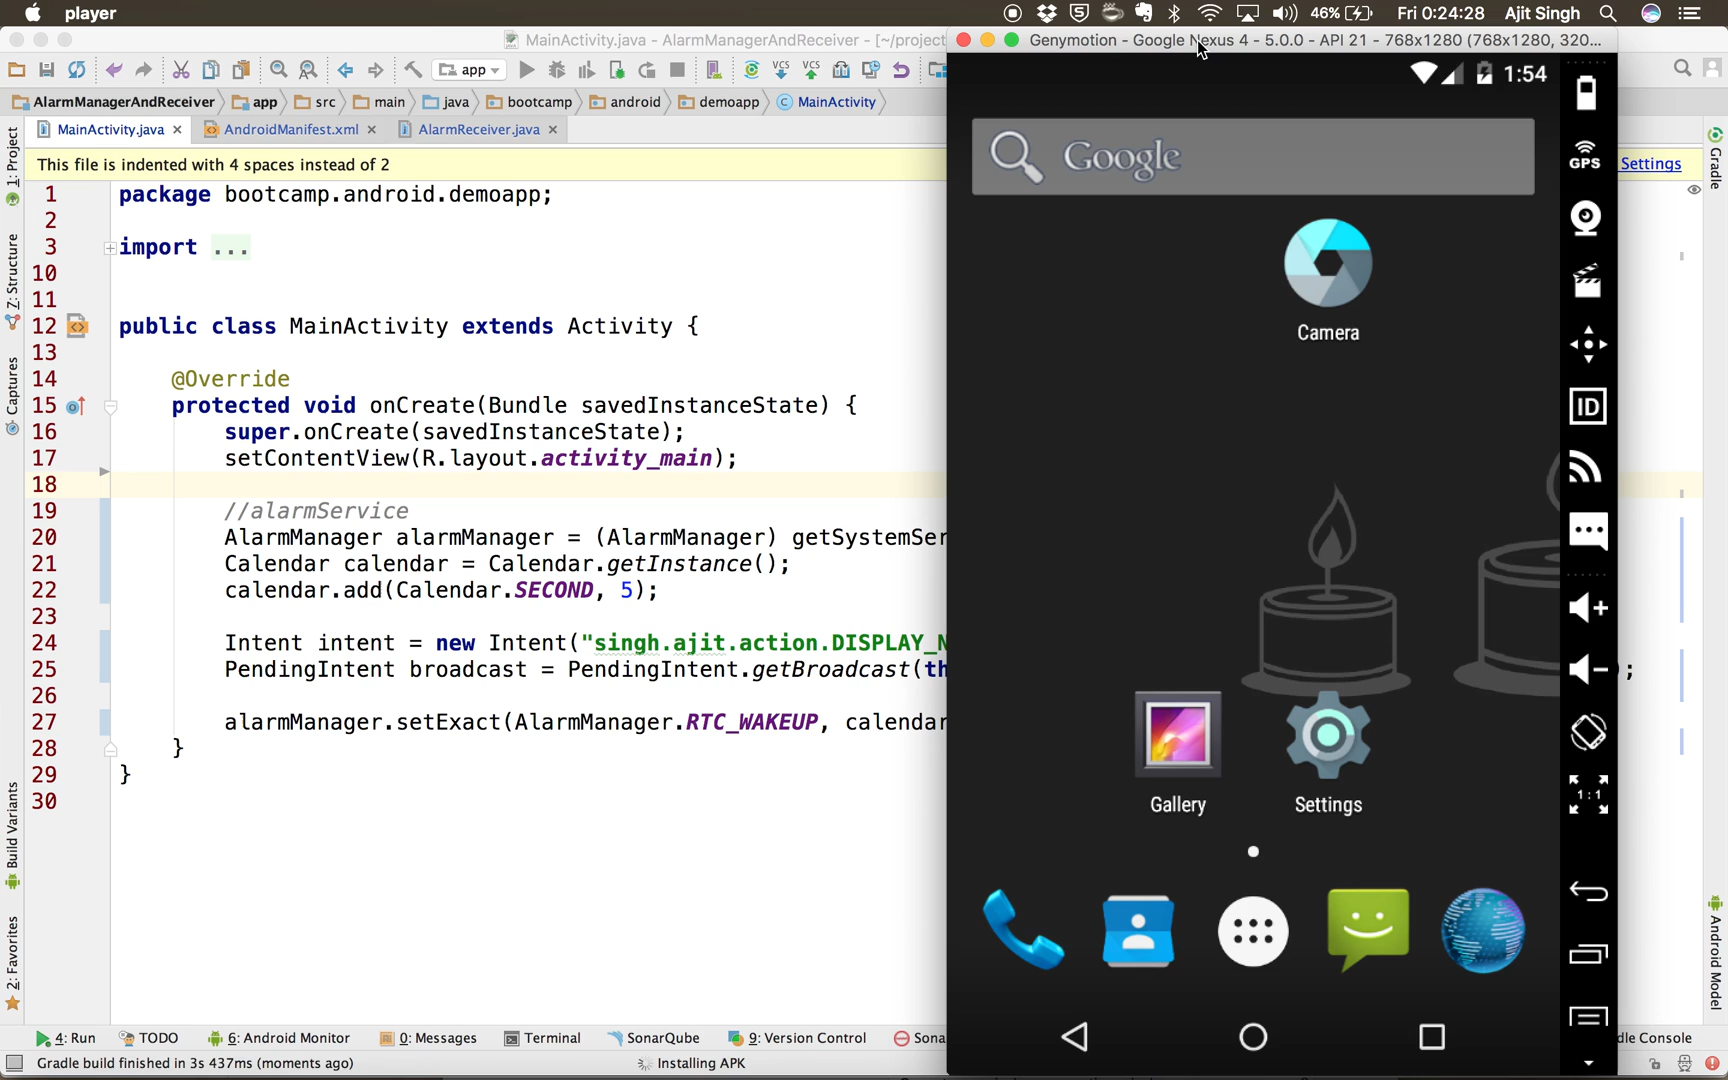 player
46%
Fri 0:24:28
Ajit Singh
MainActivity.java - AlarmManagerAndReceiver - [~/project
Genymotion - Google Nexus 4 - 5.0.0 - API 21 - 768x1280 (768x1280, 320...
app
VCS
VCS
1:54
AlarmManagerAndReceiver
app
src
main
java
bootcamp
android
demoapp
MainActivity
MainActivity.java
AndroidManifest.xml
AlarmReceiver.java
This file is indented with 4 spaces instead of 2
Settings
1: Project
Z: Structure
Captures
Build Variants
2: Favorites
Gradle
Android Model
1 package bootcamp.android.demoapp;
2
3 import ...
10
11
12 public class MainActivity extends Activity {
13
14 @Override
15 protected void onCreate(Bundle savedInstanceState) {
16 super.onCreate(savedInstanceState);
17 setContentView(R.layout.activity_main);
18
19 //alarmService
20 AlarmManager alarmManager = (AlarmManager) getSystemSer
21 Calendar calendar = Calendar.getInstance();
22 calendar.add(Calendar.SECOND, 5);
23
24 Intent intent = new Intent("singh.ajit.action.DISPLAY_N
25 PendingIntent broadcast = PendingIntent.getBroadcast(th
;
26
27 alarmManager.setExact(AlarmManager.RTC_WAKEUP, calendar
28 }
29 }
30
Google
Camera
Gallery
Settings
GPS
ID
1:1
4: Run
TODO
6: Android Monitor
0: Messages
Terminal
SonarQube
9: Version Control
Sona
dle Console
Gradle build finished in 3s 437ms (moments ago)
Installing APK